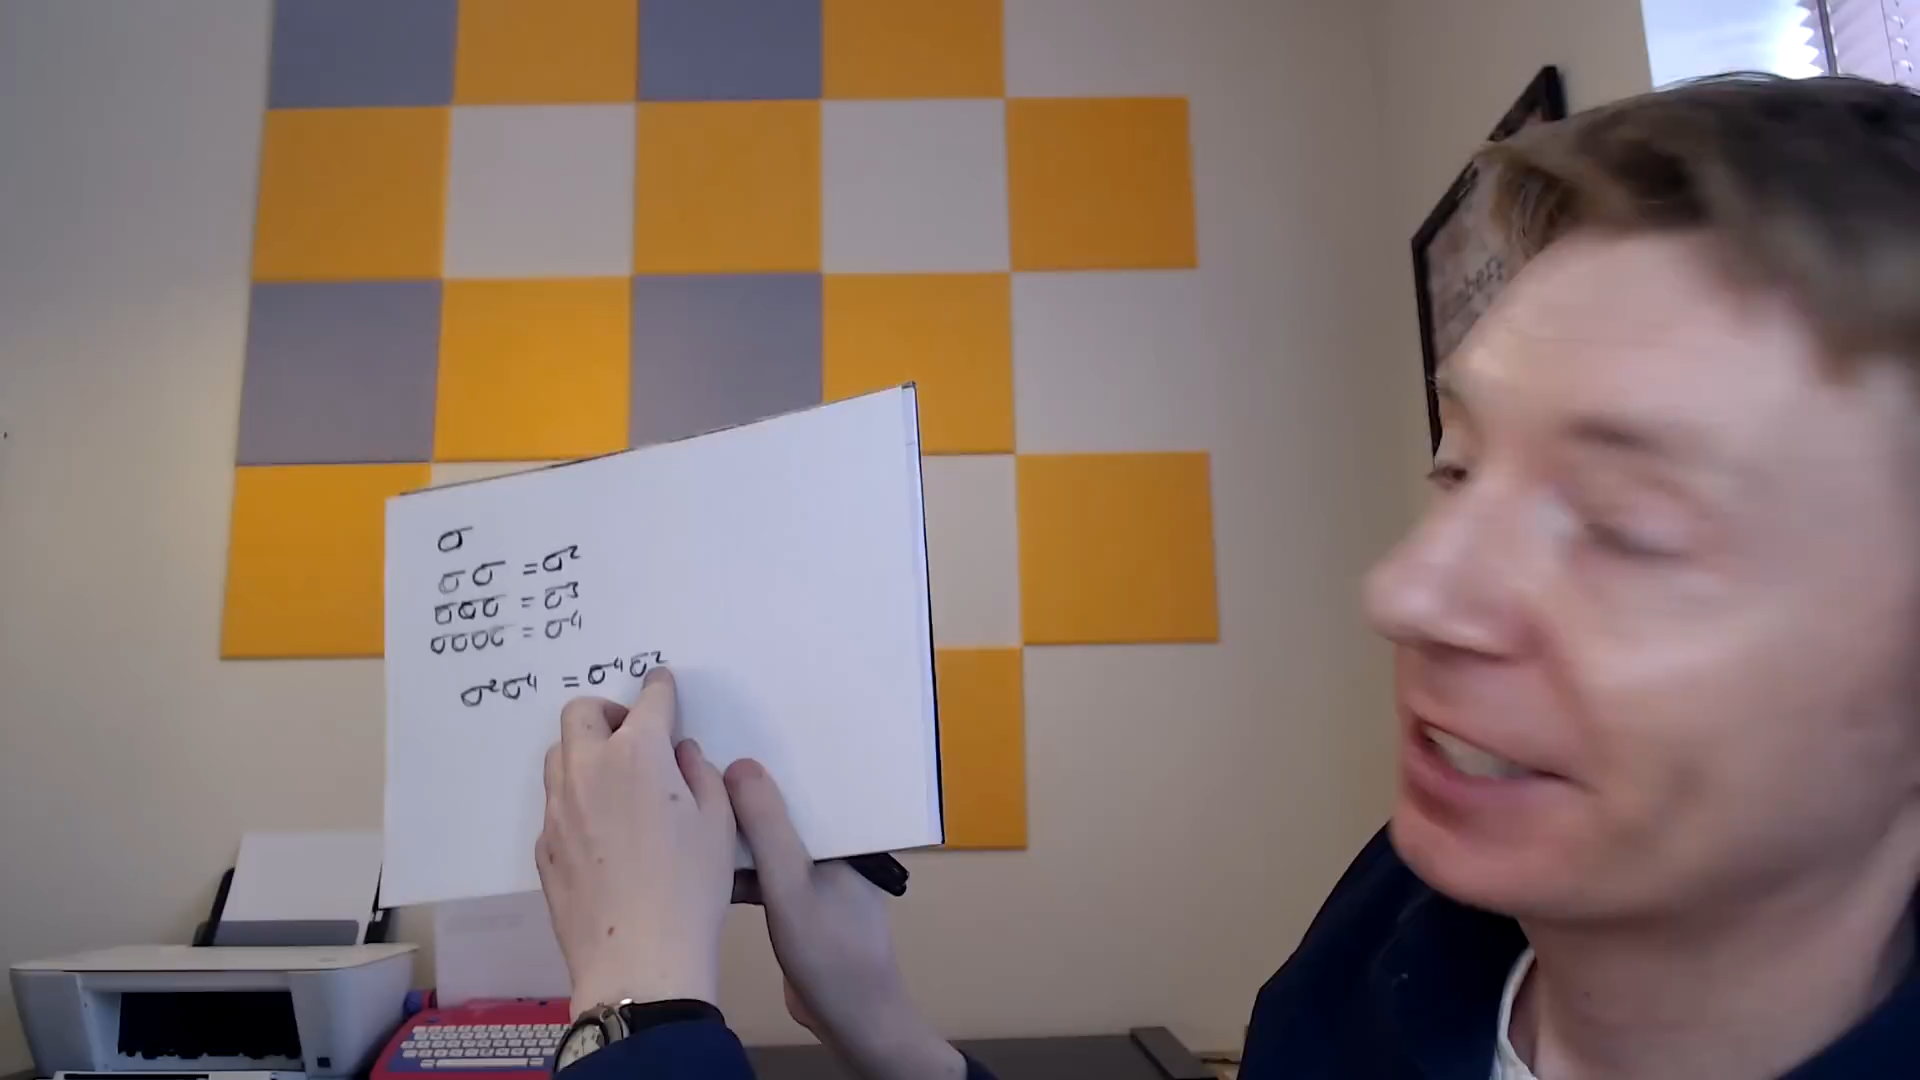 σ
σσ = σ²
σσσ = σ³
σσσσ = σ⁴
σ²σ⁴ = σ⁴σ²